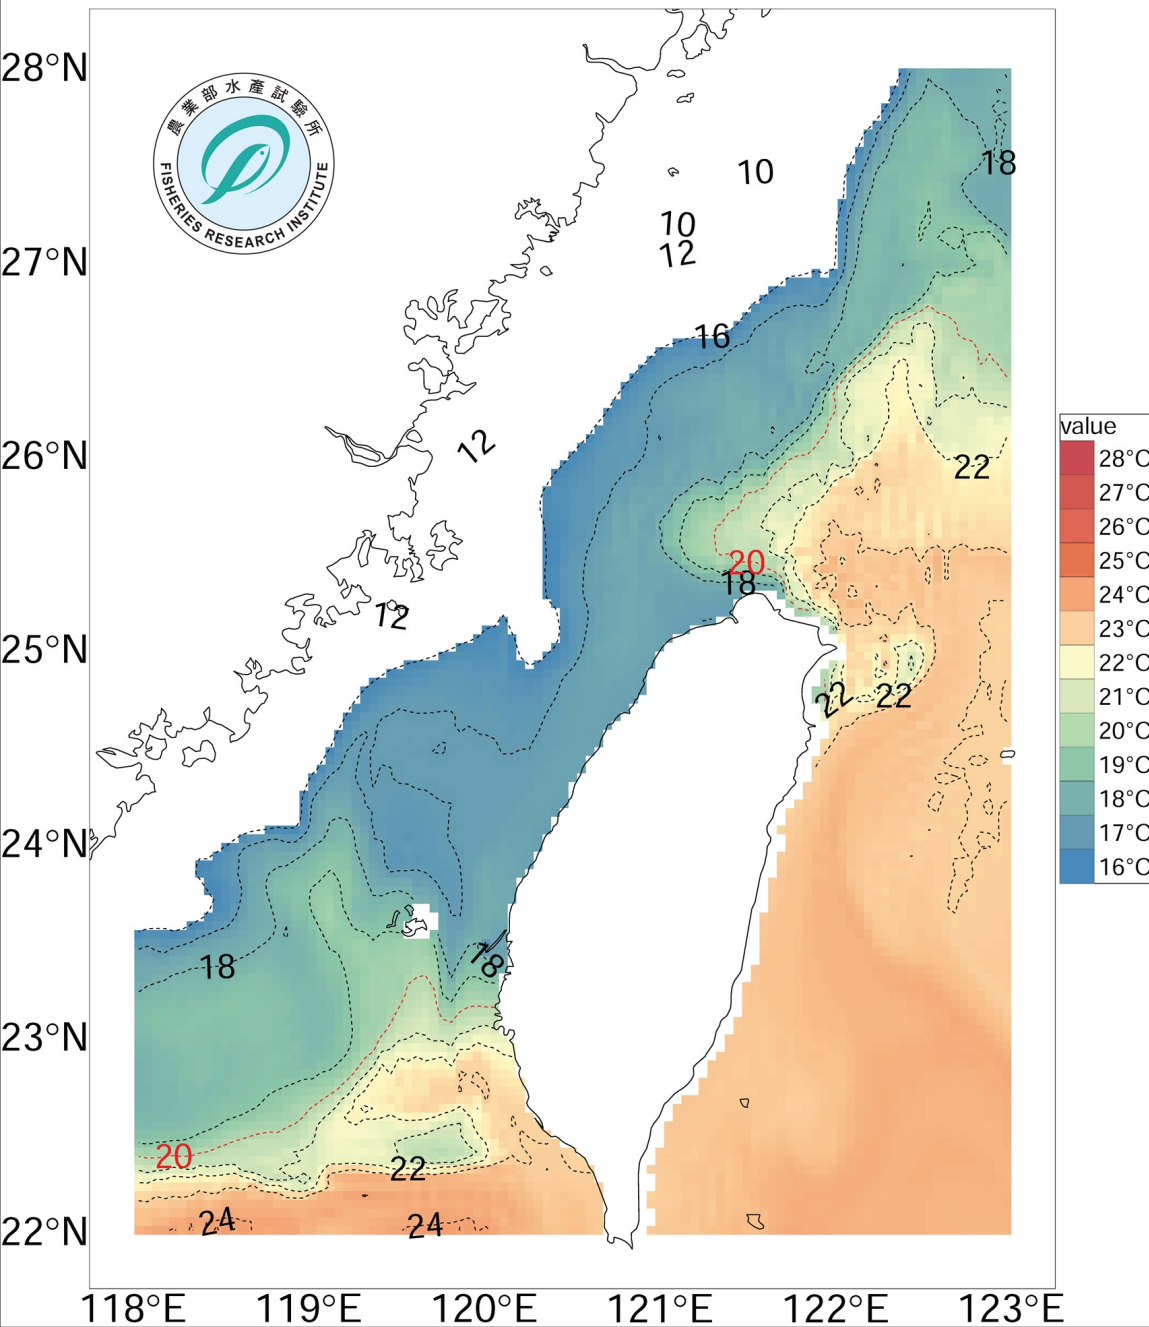 28°N
27°N
26°N
25°N
24°N
23°N
22°N
118°E 119°E 120°E 121°E 122°E 123°E
農業部水產試驗所
FISHERIES RESEARCH INSTITUTE
10
18
10
12
16
12
22
20
18
12
22 22
18
18
20
22
24 24
value
28°C
27°C
26°C
25°C
24°C
23°C
22°C
21°C
20°C
19°C
18°C
17°C
16°C